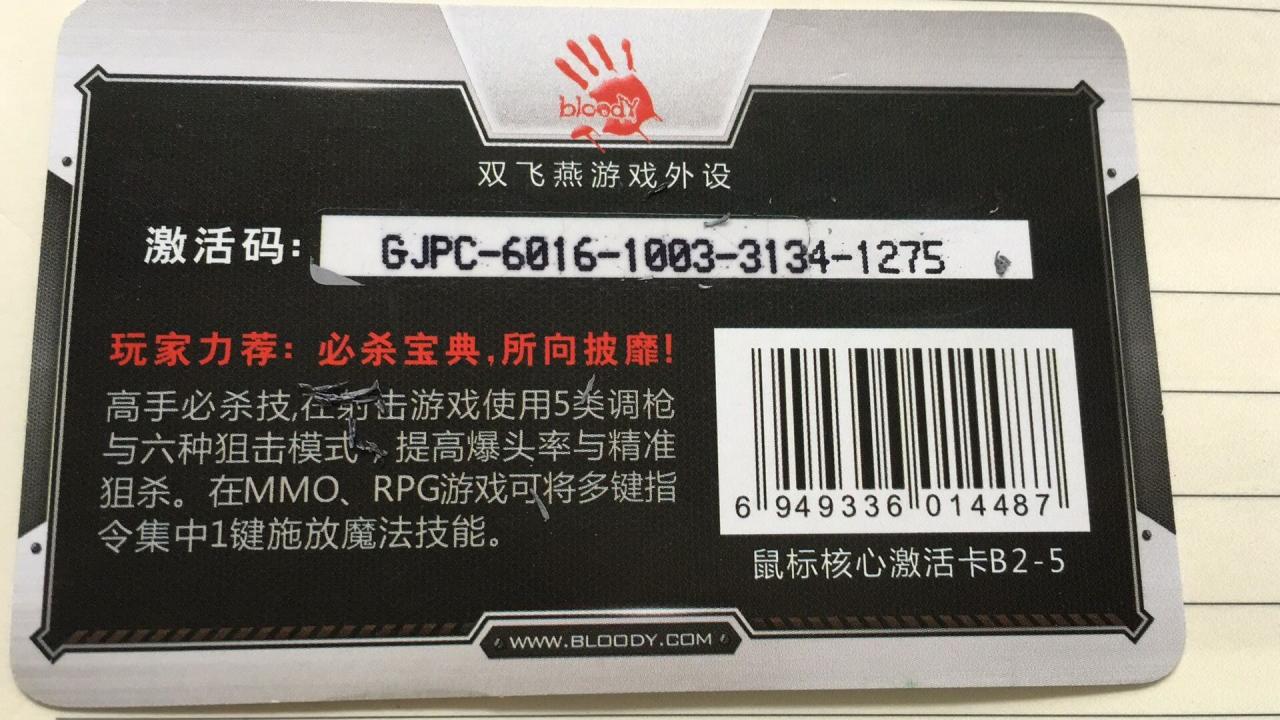 bloody
双飞燕游戏外设
激活码: GJPC-6016-1003-3134-1275
玩家力荐: 必杀宝典,所向披靡!
高手必杀技,在射击游戏使用5类调枪
与六种狙击模式,提高爆头率与精准
狙杀。在MMO、RPG游戏可将多键指
令集中1键施放魔法技能。
6 949336 014487
鼠标核心激活卡B2-5
WWW.BLOODY.COM